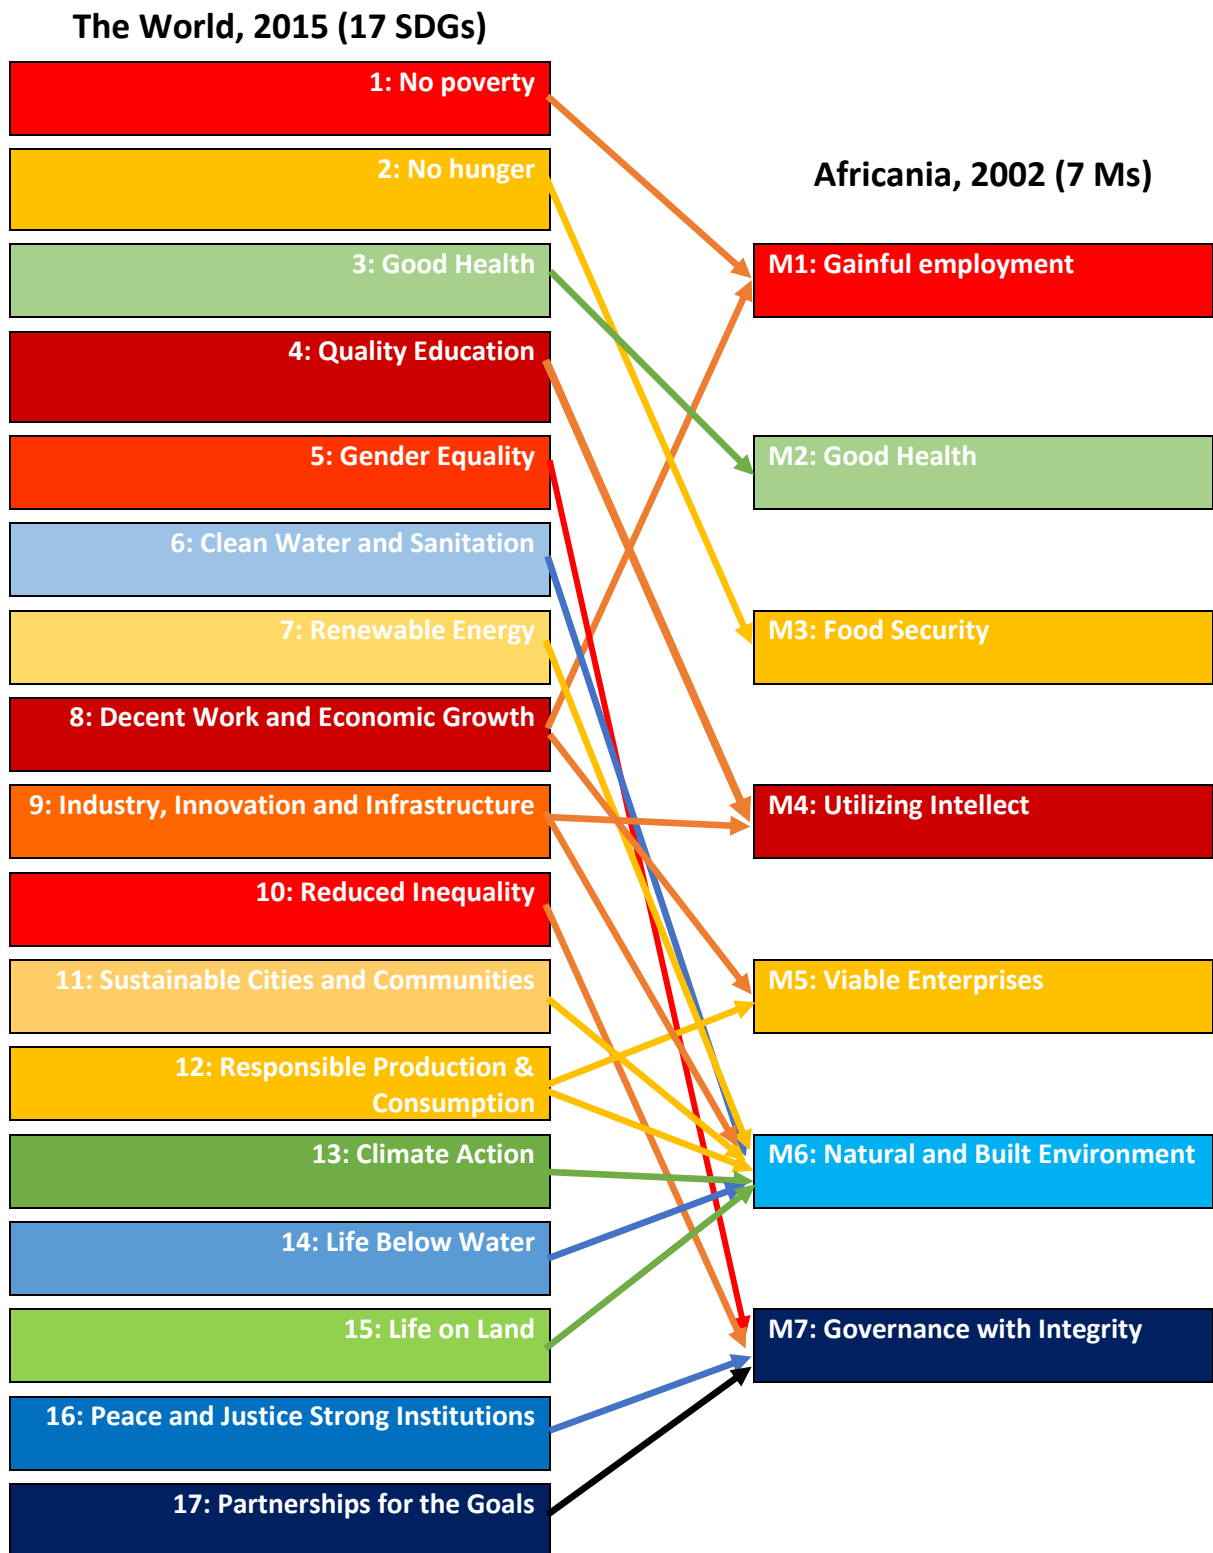 The World, 2015 (17 SDGs)
1: No poverty
2: No hunger
3: Good Health
4: Quality Education
5: Gender Equality
6: Clean Water and Sanitation
7: Renewable Energy
8: Decent Work and Economic Growth
9: Industry, Innovation and Infrastructure
10: Reduced Inequality
11: Sustainable Cities and Communities
12: Responsible Production &
Consumption
13: Climate Action
14: Life Below Water
15: Life on Land
16: Peace and Justice Strong Institutions
17: Partnerships for the Goals
Africania, 2002 (7 Ms)
M1: Gainful employment
M2: Good Health
M3: Food Security
M4: Utilizing Intellect
M5: Viable Enterprises
M6: Natural and Built Environment
M7: Governance with Integrity